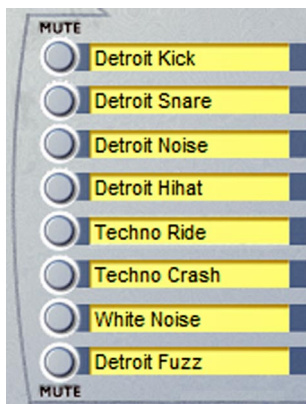 MUTE
Detroit Kick
Detroit Snare
Detroit Noise
Detroit Hihat
Techno Ride
Techno Crash
White Noise
Detroit Fuzz
MUTE